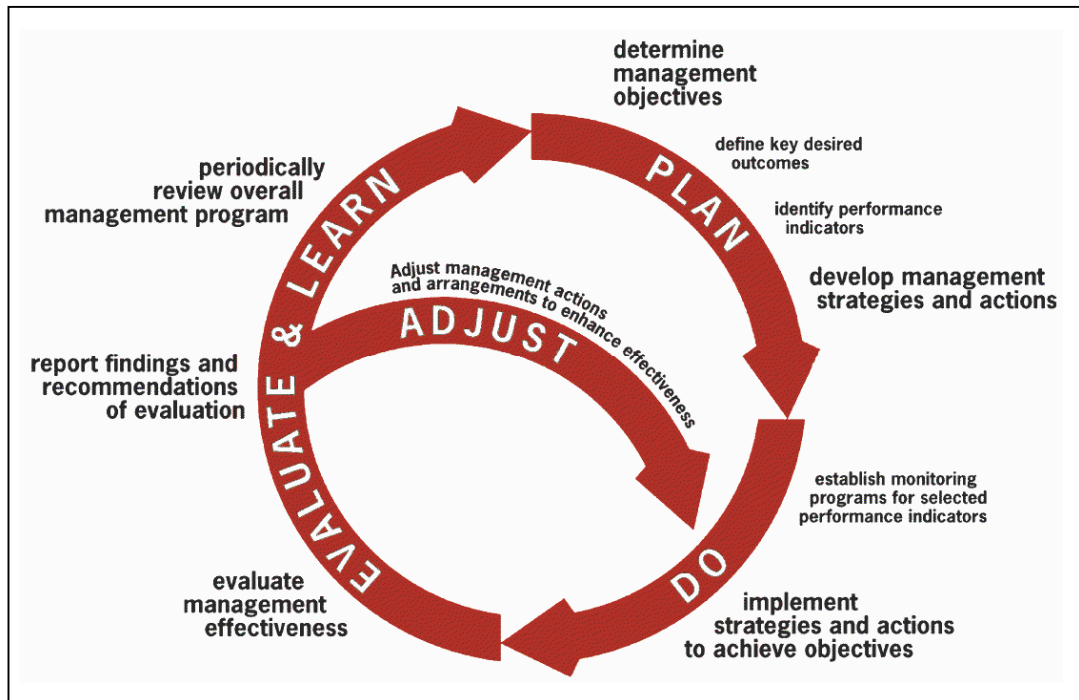 determine
management
objectives
PLAN
define key desired
outcomes
identify performance
indicators
develop management
strategies and actions
establish monitoring
programs for selected
performance indicators
DO
implement
strategies and actions
to achieve objectives
evaluate
management
effectiveness
EVALUATE & LEARN
report findings and
recommendations
of evaluation
periodically
review overall
management program
Adjust management actions
and arrangements to enhance effectiveness
ADJUST